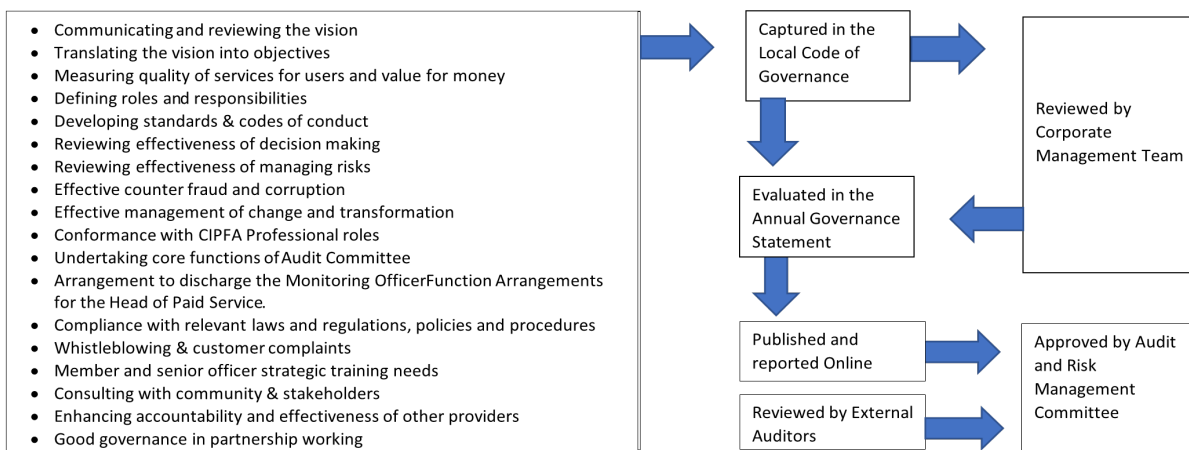 • Communicating and reviewing the vision
• Translating the vision into objectives
• Measuring quality of services for users and value for money
• Defining roles and responsibilities
• Developing standards & codes of conduct
• Reviewing effectiveness of decision making
• Reviewing effectiveness of managing risks
• Effective counter fraud and corruption
• Effective management of change and transformation
• Conformance with CIPFA Professional roles
• Undertaking core functions of Audit Committee
• Arrangement to discharge the Monitoring OfficerFunction Arrangements
for the Head of Paid Service.
• Compliance with relevant laws and regulations, policies and procedures
• Whistleblowing & customer complaints
• Member and senior officer strategic training needs
• Consulting with community & stakeholders
• Enhancing accountability and effectiveness of other providers
• Good governance in partnership working
Captured in the
Local Code of
Governance
Reviewed by
Corporate
Management Team
Evaluated in the
Annual Governance
Statement
Published and
reported Online
Approved by Audit
and Risk
Management
Committee
Reviewed by External
Auditors